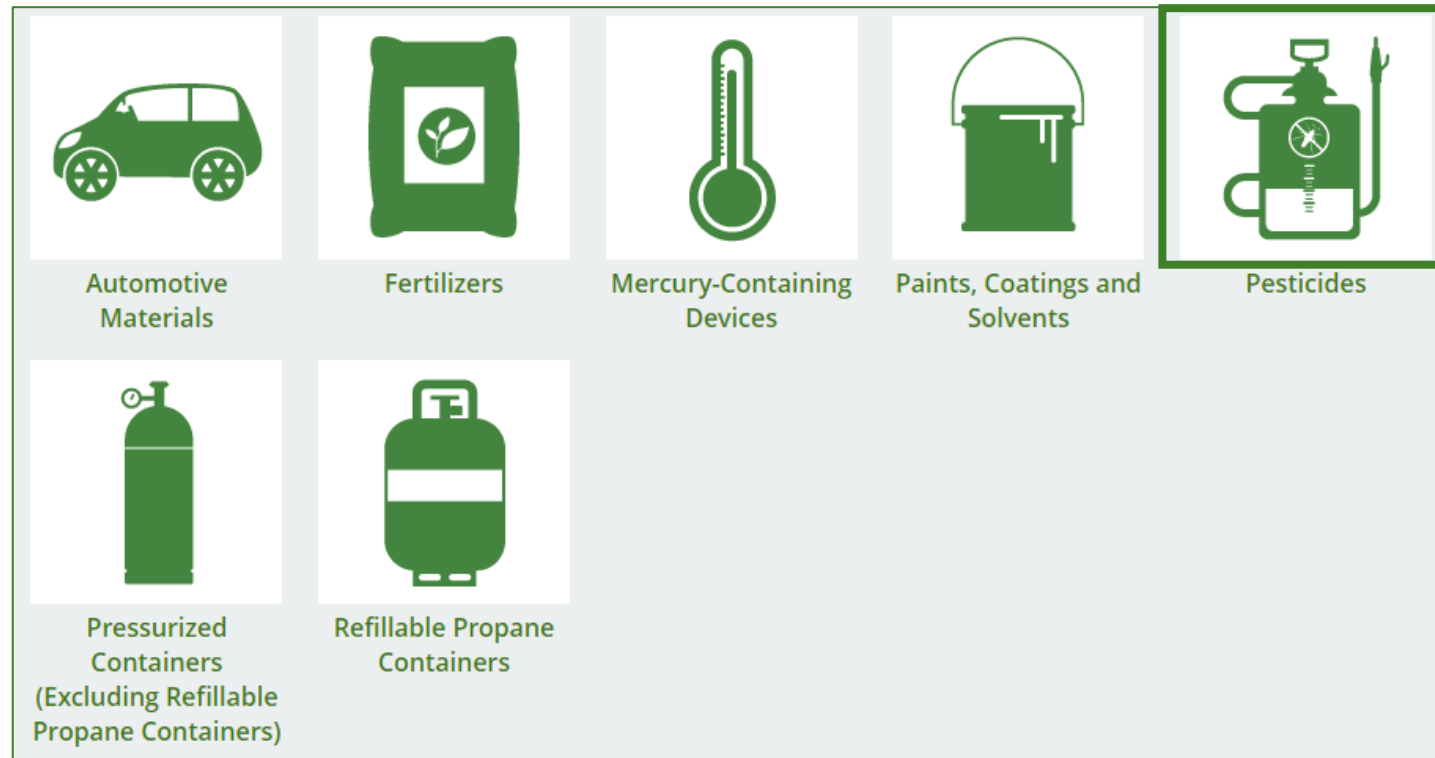 Automotive
Materials
Fertilizers
Mercury-Containing
Devices
Paints, Coatings and
Solvents
Pesticides
Pressurized
Containers
(Excluding Refillable
Propane Containers)
Refillable Propane
Containers